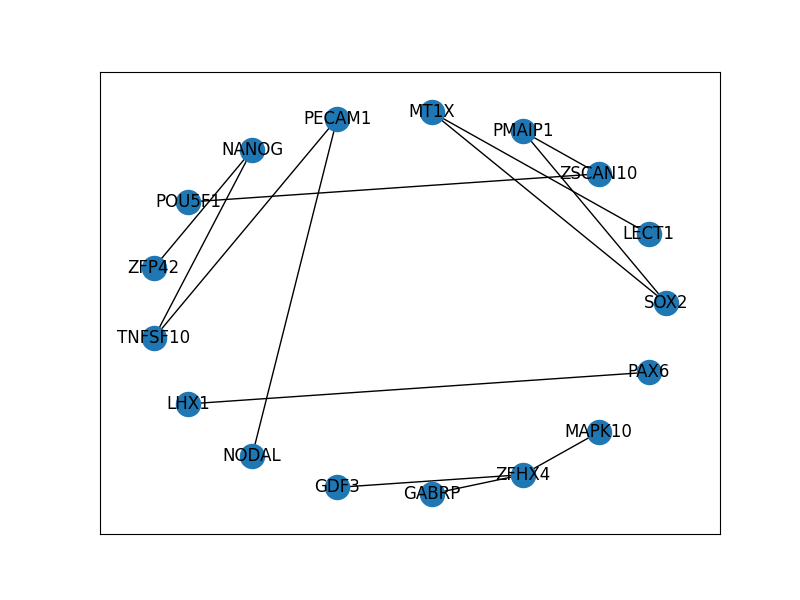 MT1X
PECAM1
PMAIP1
NANOG
ZSCAN10
POU5F1
LECT1
ZFP42
SOX2
TNFSF10
PAX6
LHX1
MAPK10
NODAL
ZFHX4
GDF3
GABRP